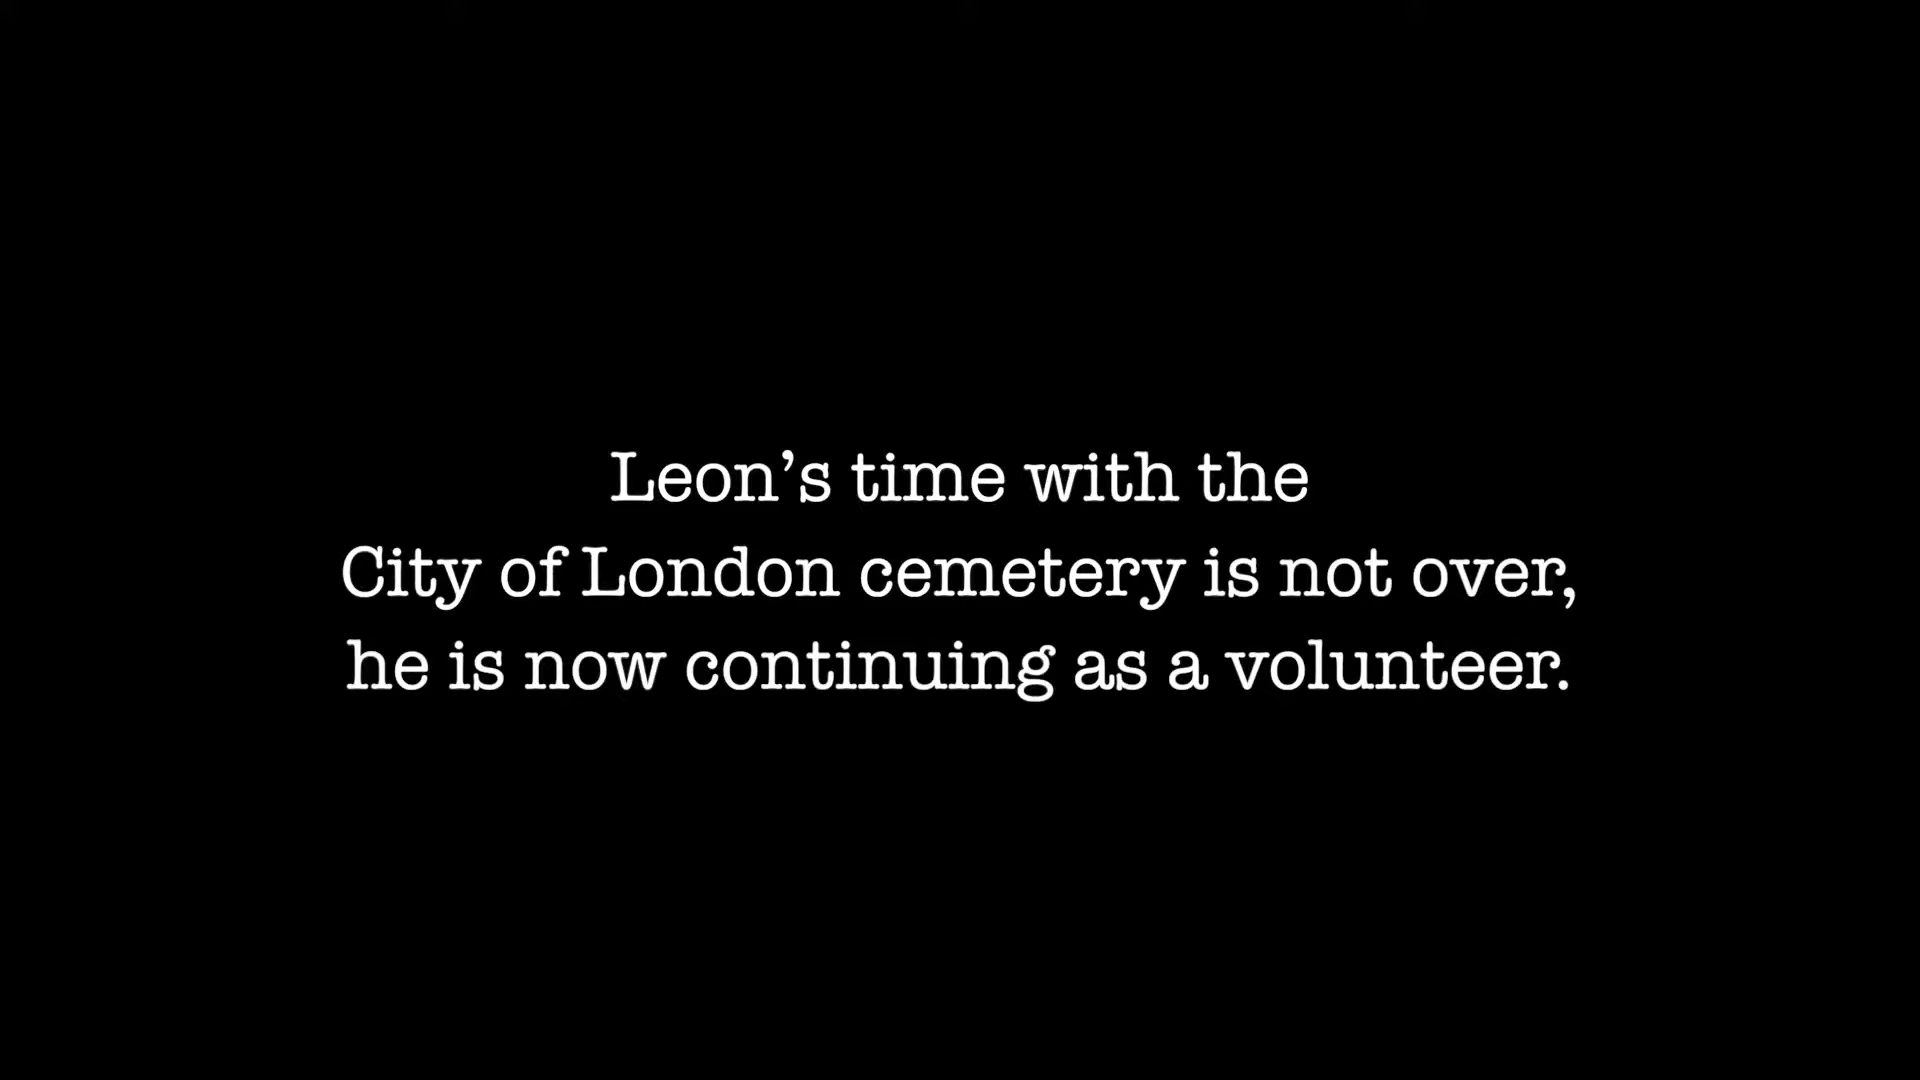 Leon’s time with the
City of London cemetery is not over,
he is now continuing as a volunteer.